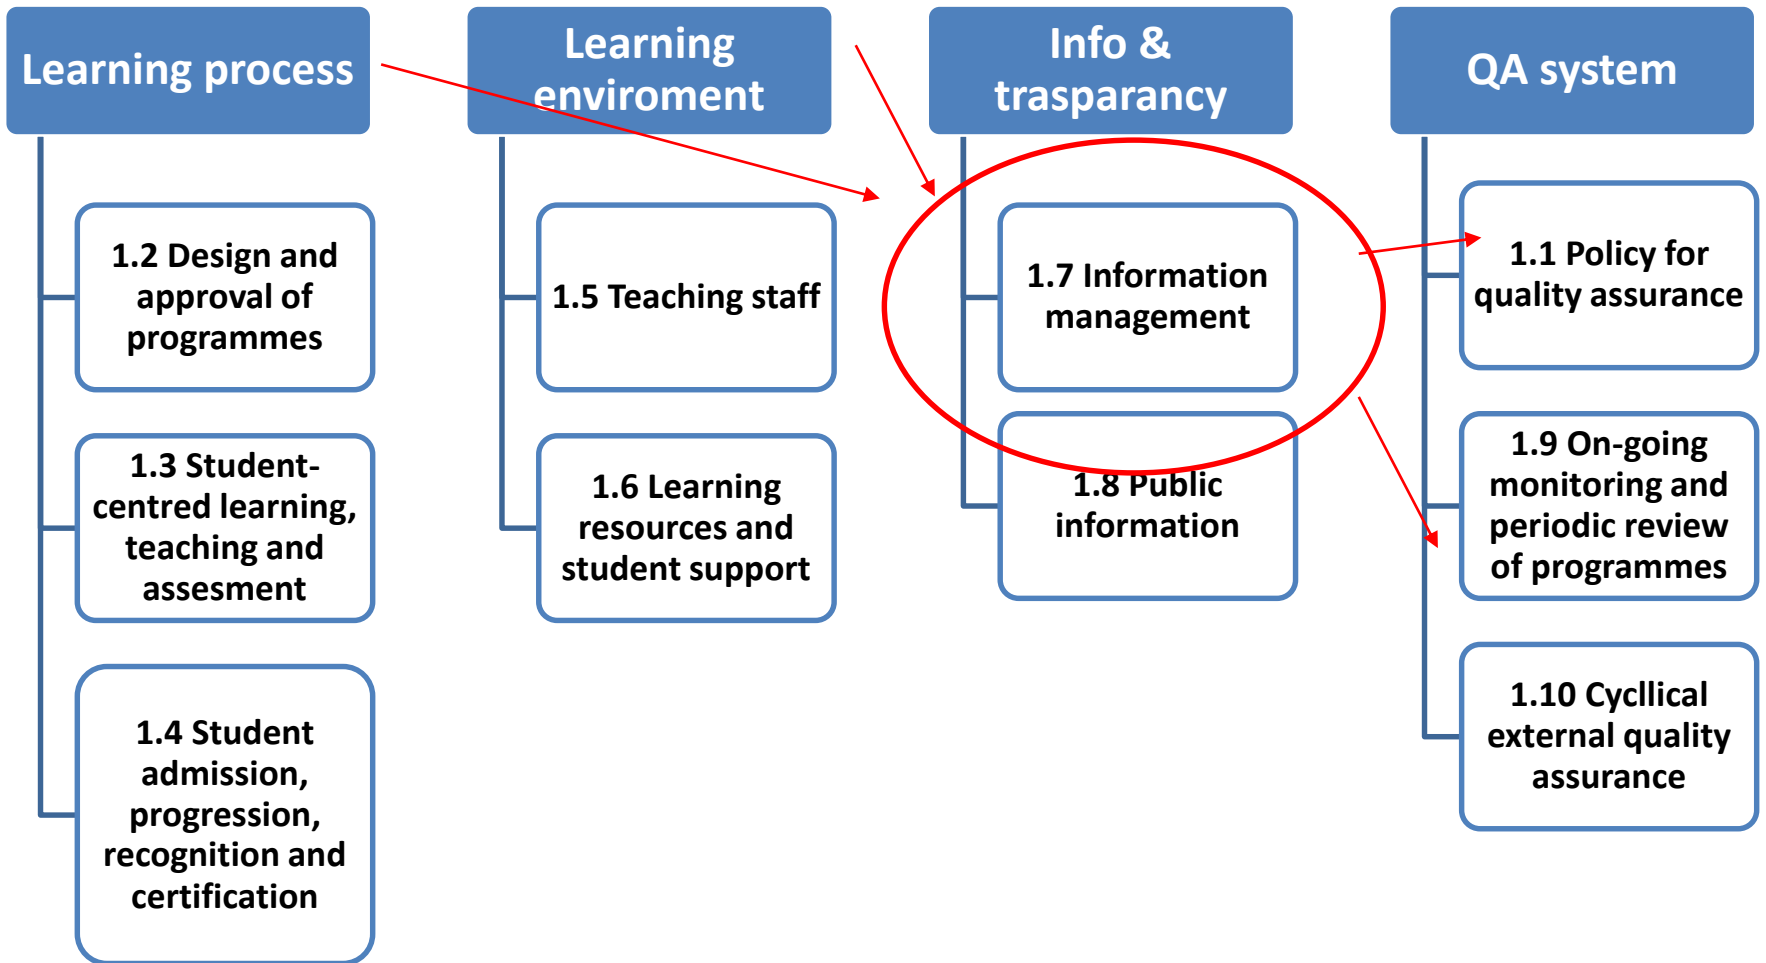 Learning process
1.2 Design and
approval of
programmes
1.3 Student-
centred learning,
teaching and
assesment
1.4 Student
admission,
progression,
recognition and
certification
Learning
enviroment
1.5 Teaching staff
1.6 Learning
resources and
student support
Info &
trasparancy
1.7 Information
management
1.8 Public
information
QA system
1.1 Policy for
quality assurance
1.9 On-going
monitoring and
periodic review
of programmes
1.10 Cycllical
external quality
assurance